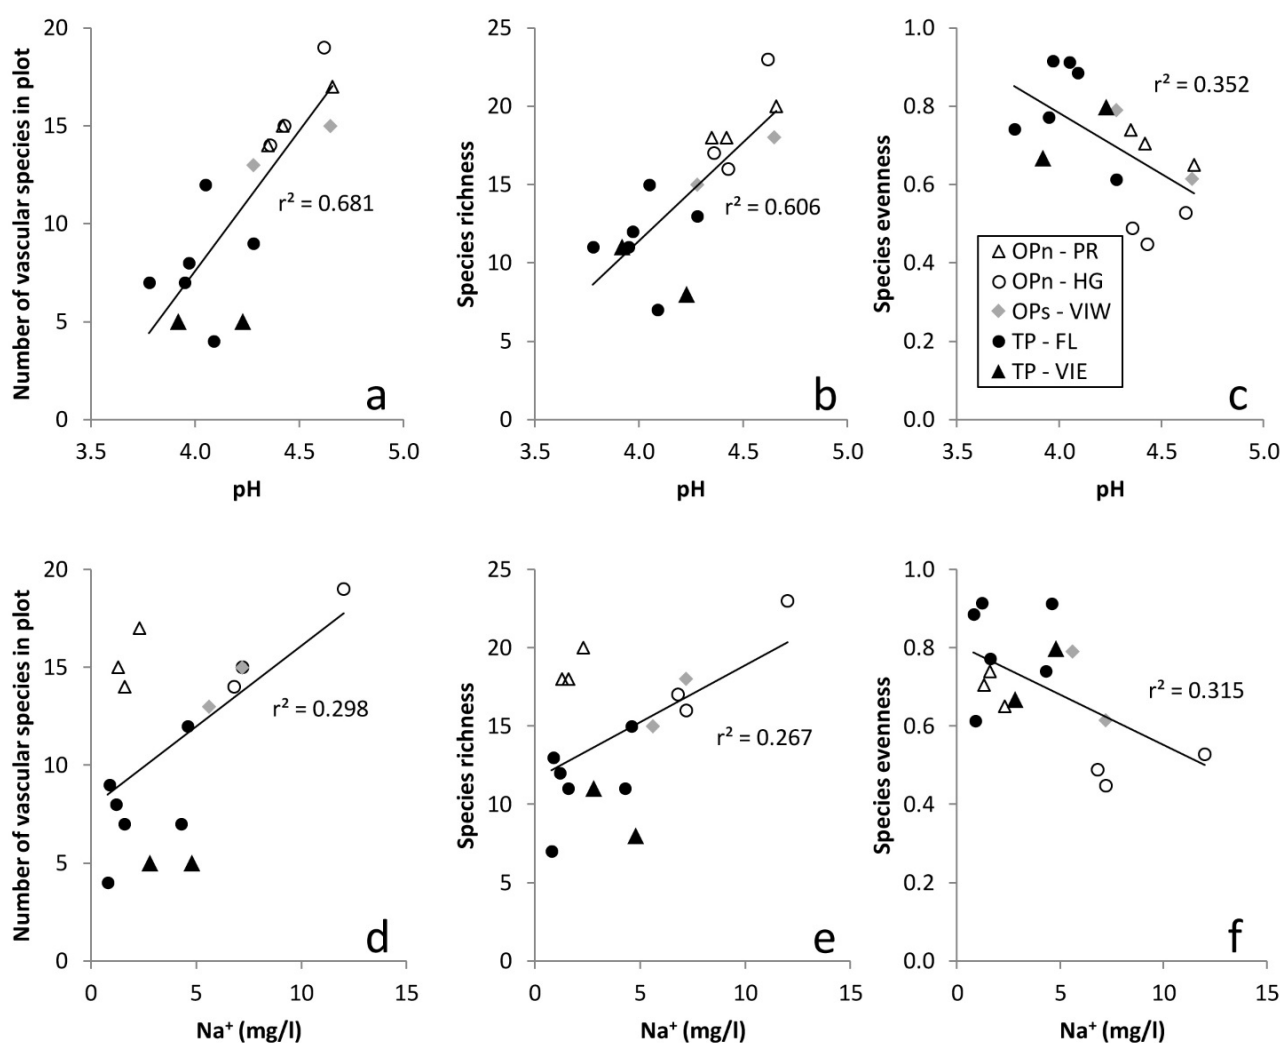 Number of vascular species in plot
20
15
10
5
0
3.5 4.0 4.5 5.0
pH
r² = 0.681
a
Species richness
25
20
15
10
5
0
3.5 4.0 4.5 5.0
pH
r² = 0.606
b
Species evenness
1.0
0.8
0.6
0.4
0.2
0.0
3.5 4.0 4.5 5.0
pH
r² = 0.352
OPn - PR
OPn - HG
OPs - VIW
TP - FL
TP - VIE
c
Number of vascular species in plot
20
15
10
5
0
0 5 10 15
Na⁺ (mg/l)
r² = 0.298
d
Species richness
25
20
15
10
5
0
0 5 10 15
Na⁺ (mg/l)
r² = 0.267
e
Species evenness
1.0
0.8
0.6
0.4
0.2
0.0
0 5 10 15
Na⁺ (mg/l)
r² = 0.315
f